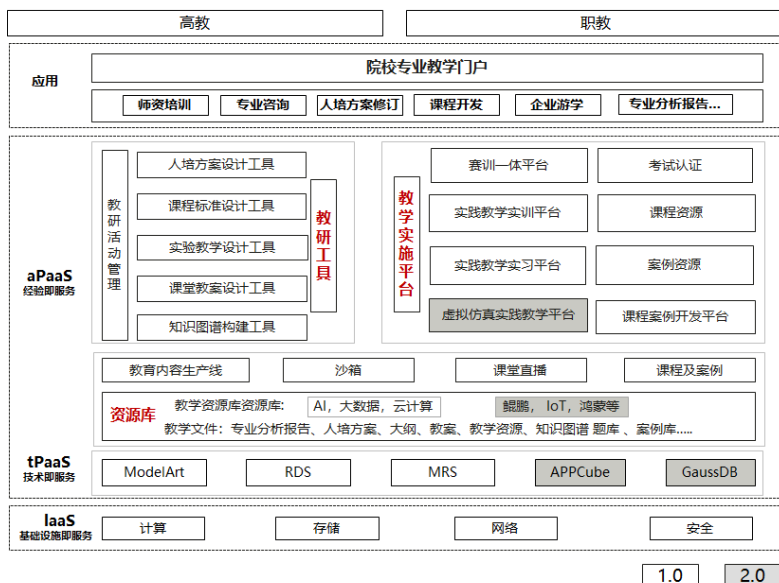 高教 职教
应用
院校专业教学门户
师资培训 专业咨询 人培方案修订 课程开发 企业游学 专业分析报告...
aPaaS
经验即服务
教研活动管理
人培方案设计工具
课程标准设计工具
实验教学设计工具
课堂教案设计工具
知识图谱构建工具
教研工具
教学实施平台
赛训一体平台 考试认证
实践教学实训平台 课程资源
实践教学实习平台 案例资源
虚拟仿真实践教学平台 课程案例开发平台
教育内容生产线 沙箱 课堂直播 课程及案例
资源库
教学资源库资源库: AI，大数据，云计算 鲲鹏， IoT，鸿蒙等
教学文件：专业分析报告、人培方案、大纲、教案、教学资源、知识图谱 题库 、案例库.....
tPaaS
技术即服务
ModelArt RDS MRS APPCube GaussDB
IaaS
基础设施即服务
计算 存储 网络 安全
1.0 2.0